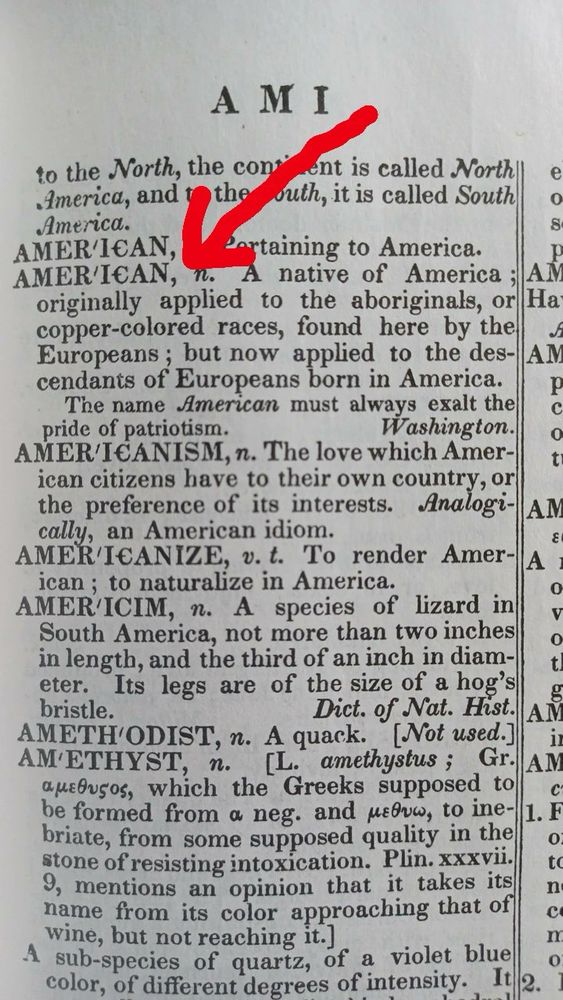 AMI
to the North, the continent is called North
America, and to the South, it is called South
America.
AMER'ICAN, Pertaining to America.
AMER'ICAN, n. A native of America;
originally applied to the aboriginals, or
copper-colored races, found here by the
Europeans; but now applied to the des-
cendants of Europeans born in America.
The name American must always exalt the
pride of patriotism. Washington.
AMER'ICANISM, n. The love which Amer-
ican citizens have to their own country, or
the preference of its interests. Analogi-
cally, an American idiom.
AMER'ICANIZE, v. t. To render Amer-
ican; to naturalize in America.
AMER'ICIM, n. A species of lizard in
South America, not more than two inches
in length, and the third of an inch in diam-
eter. Its legs are of the size of a hog's
bristle. Dict. of Nat. Hist.
AMETH'ODIST, n. A quack. [Not used.]
AM'ETHYST, n. [L. amethystus; Gr.
αμεθυϛος, which the Greeks supposed to
be formed from α neg. and μεθυω, to ine-
briate, from some supposed quality in the
stone of resisting intoxication. Plin. xxxvii.
9, mentions an opinion that it takes its
name from its color approaching that of
wine, but not reaching it.]
A sub-species of quartz, of a violet blue
color, of different degrees of intensity. It